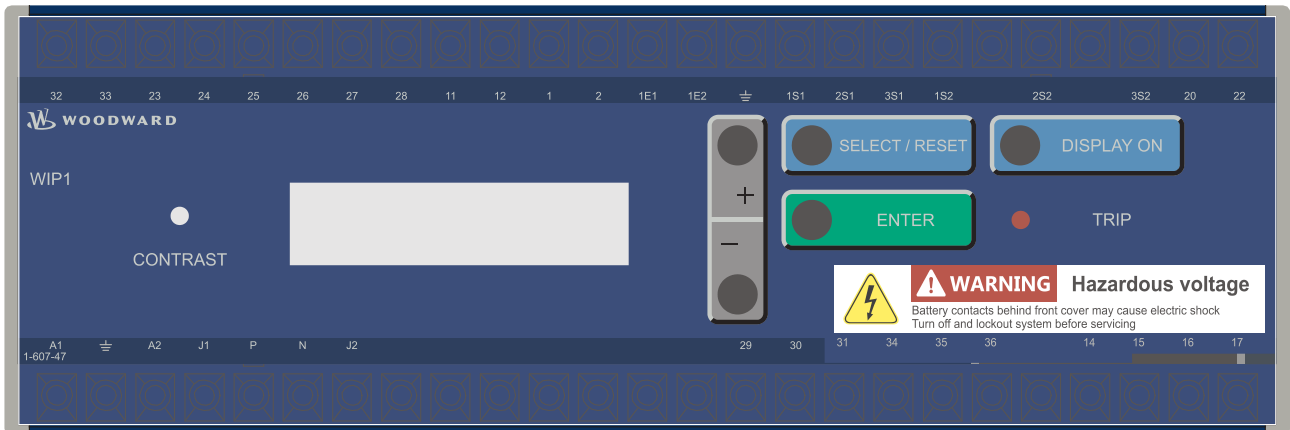 32 33 23 24 25 26 27 28 11 12 1 2 1E1 1E2 1S1 2S1 3S1 1S2 2S2 3S2 20 22
WOODWARD
SELECT / RESET DISPLAY ON
WIP1
+
ENTER TRIP
−
CONTRAST
WARNING Hazardous voltage
Battery contacts behind front cover may cause electric shock
Turn off and lockout system before servicing
A1 A2 J1 P N J2 29 30 31 34 35 36 14 15 16 17
1-607-47